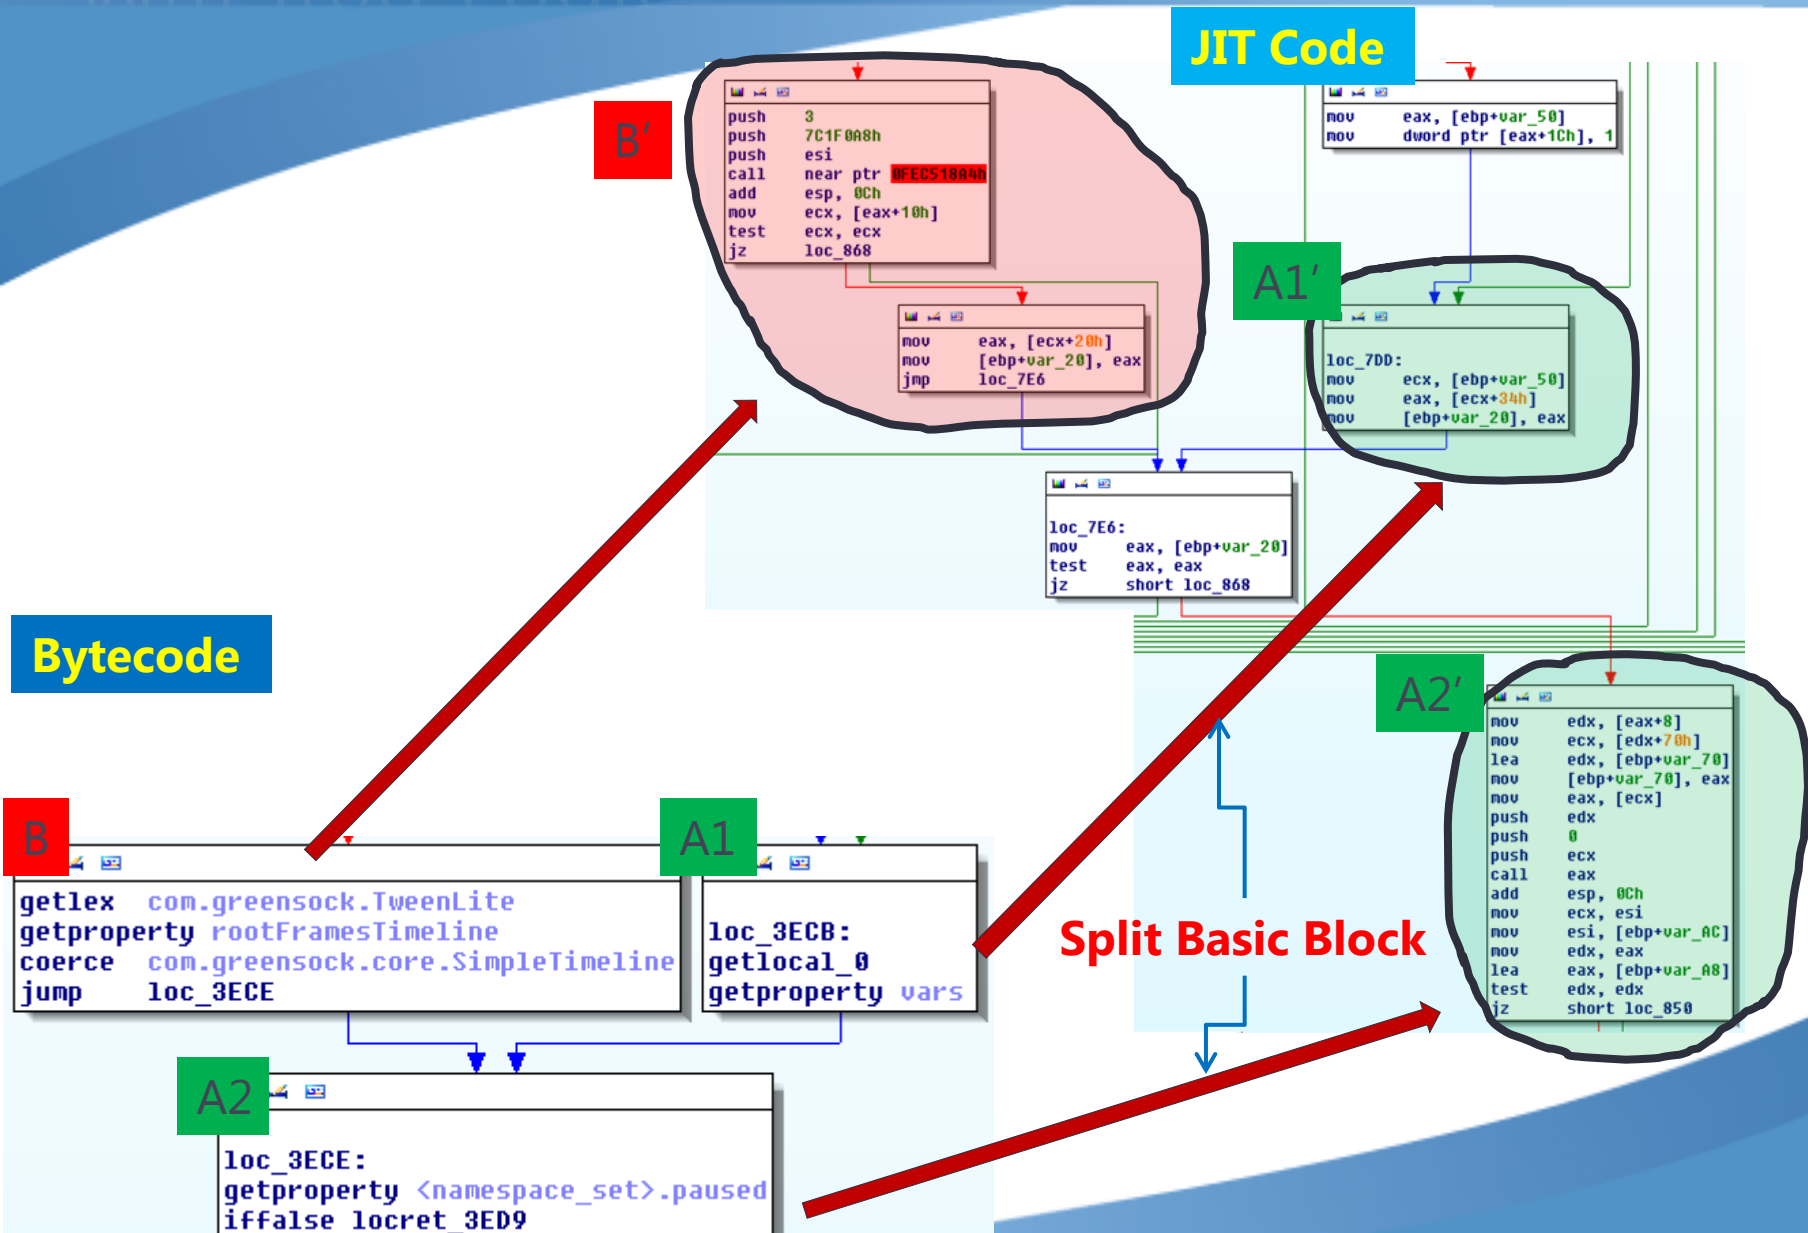 JIT Code
B′
push 3
push 7C1F0A8h
push esi
call near ptr 0FEC518A4h
add esp, 0Ch
mov ecx, [eax+10h]
test ecx, ecx
jz loc_868
mov eax, [ebp+var_50]
mov dword ptr [eax+1Ch], 1
mov eax, [ecx+20h]
mov [ebp+var_20], eax
jmp loc_7E6
A1′
loc_7DD:
mov ecx, [ebp+var_50]
mov eax, [ecx+34h]
mov [ebp+var_20], eax
loc_7E6:
mov eax, [ebp+var_20]
test eax, eax
jz short loc_868
Bytecode
A2′
mov edx, [eax+8]
mov ecx, [edx+70h]
lea edx, [ebp+var_70]
mov [ebp+var_70], eax
mov eax, [ecx]
push edx
push 0
push ecx
call eax
add esp, 0Ch
mov ecx, esi
mov esi, [ebp+var_AC]
mov edx, eax
lea eax, [ebp+var_A8]
test edx, edx
jz short loc_850
B
getlex com.greensock.TweenLite
getproperty rootFramesTimeline
coerce com.greensock.core.SimpleTimeline
jump loc_3ECE
A1
loc_3ECB:
getlocal_0
getproperty vars
Split Basic Block
A2
loc_3ECE:
getproperty <namespace_set>.paused
iffalse locret_3ED9